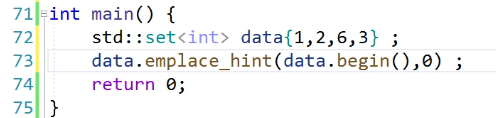 71 int main() {
72 std::set<int> data{1,2,6,3} ;
73 data.emplace_hint(data.begin(),0) ;
74 return 0;
75 }